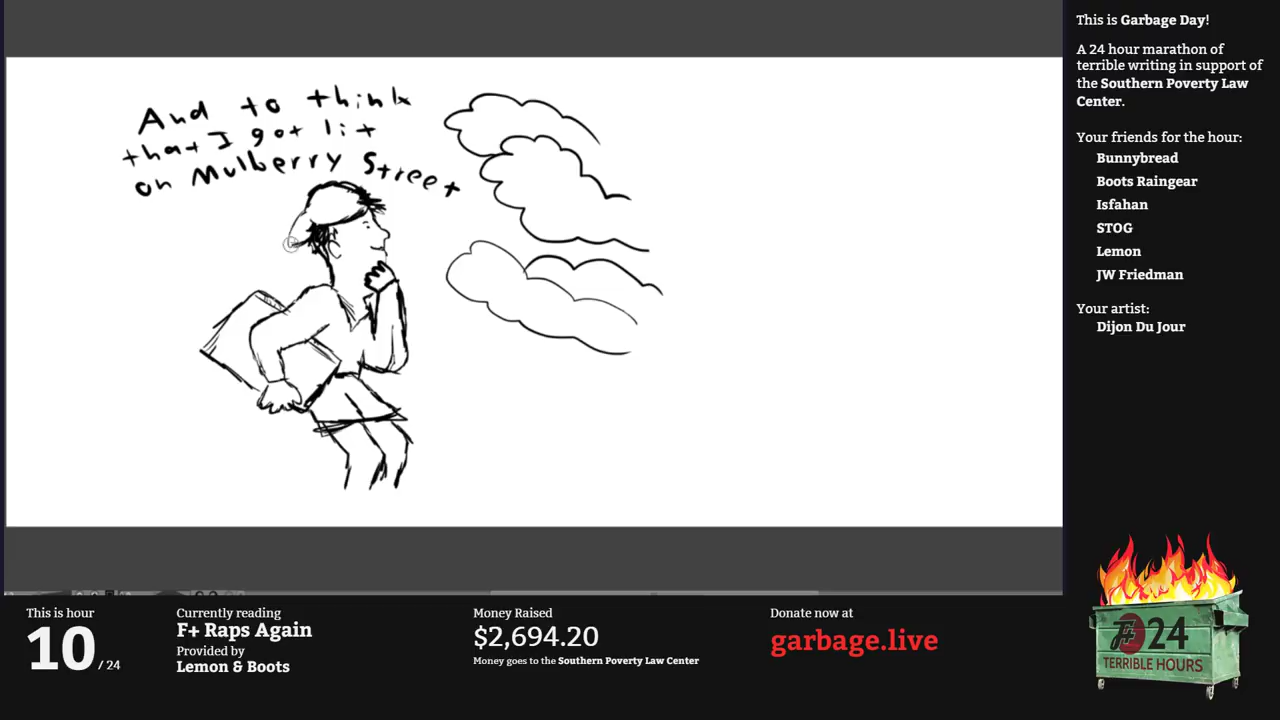 And to think
that I got lit
on Mulberry Street
This is Garbage Day!
A 24 hour marathon of
terrible writing in support of
the Southern Poverty Law
Center.
Your friends for the hour:
Bunnybread
Boots Raingear
Isfahan
STOG
Lemon
JW Friedman
Your artist:
Dijon Du Jour
F+ 24
TERRIBLE HOURS
This is hour
10 / 24
Currently reading
F+ Raps Again
Provided by
Lemon & Boots
Money Raised
$2,694.20
Money goes to the Southern Poverty Law Center
Donate now at
garbage.live